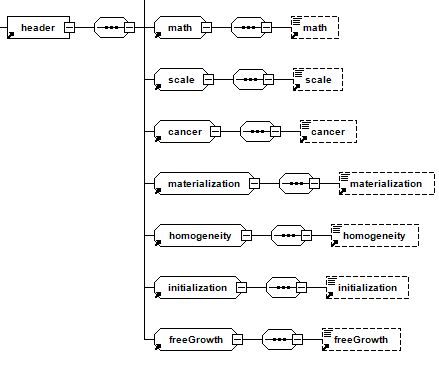 header math math
scale scale
cancer cancer
materialization materialization
homogeneity homogeneity
initialization initialization
freeGrowth freeGrowth